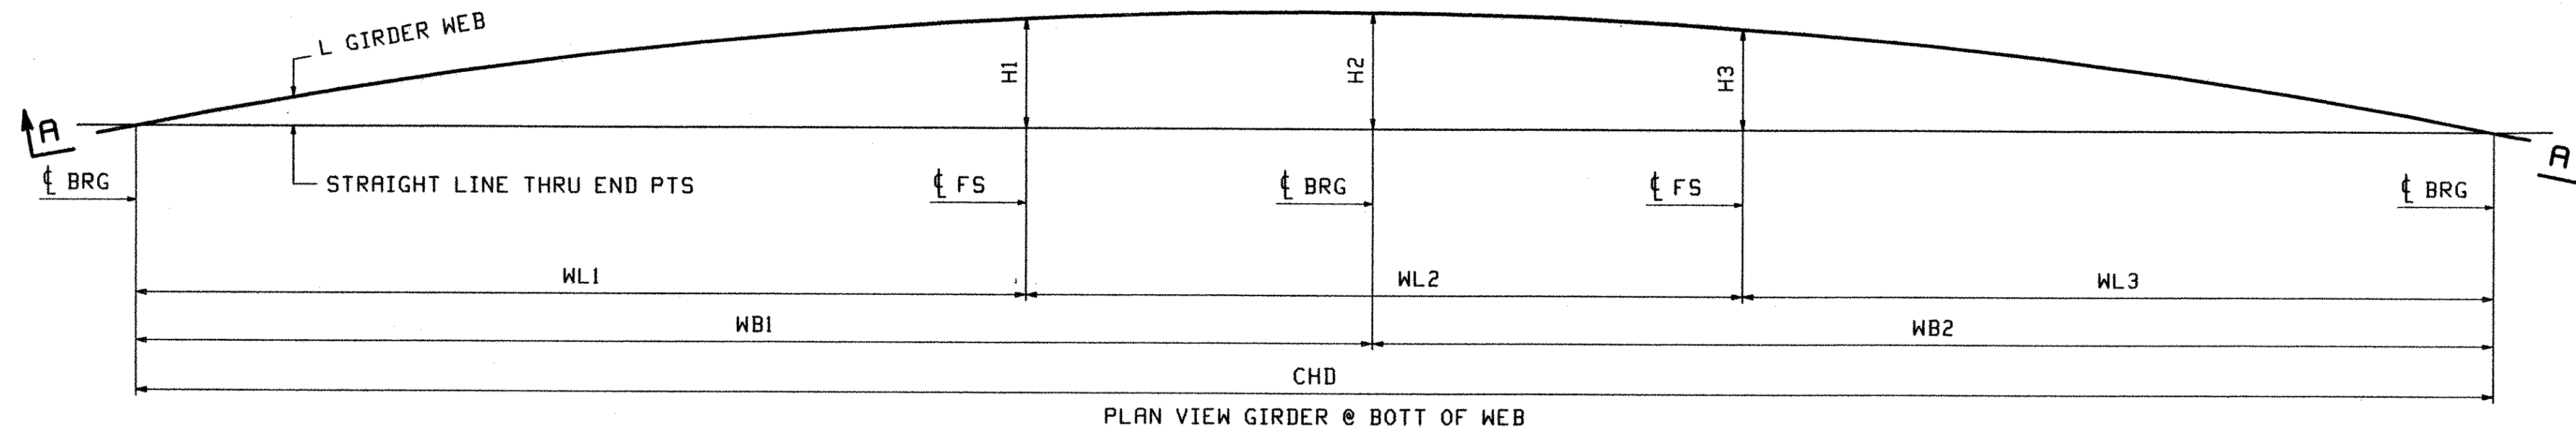 L GIRDER WEB
H1
H2
H3
A
A
℄ BRG
STRAIGHT LINE THRU END PTS
℄ FS
℄ BRG
℄ FS
℄ BRG
WL1
WL2
WL3
WB1
WB2
CHD
PLAN VIEW GIRDER @ BOTT OF WEB